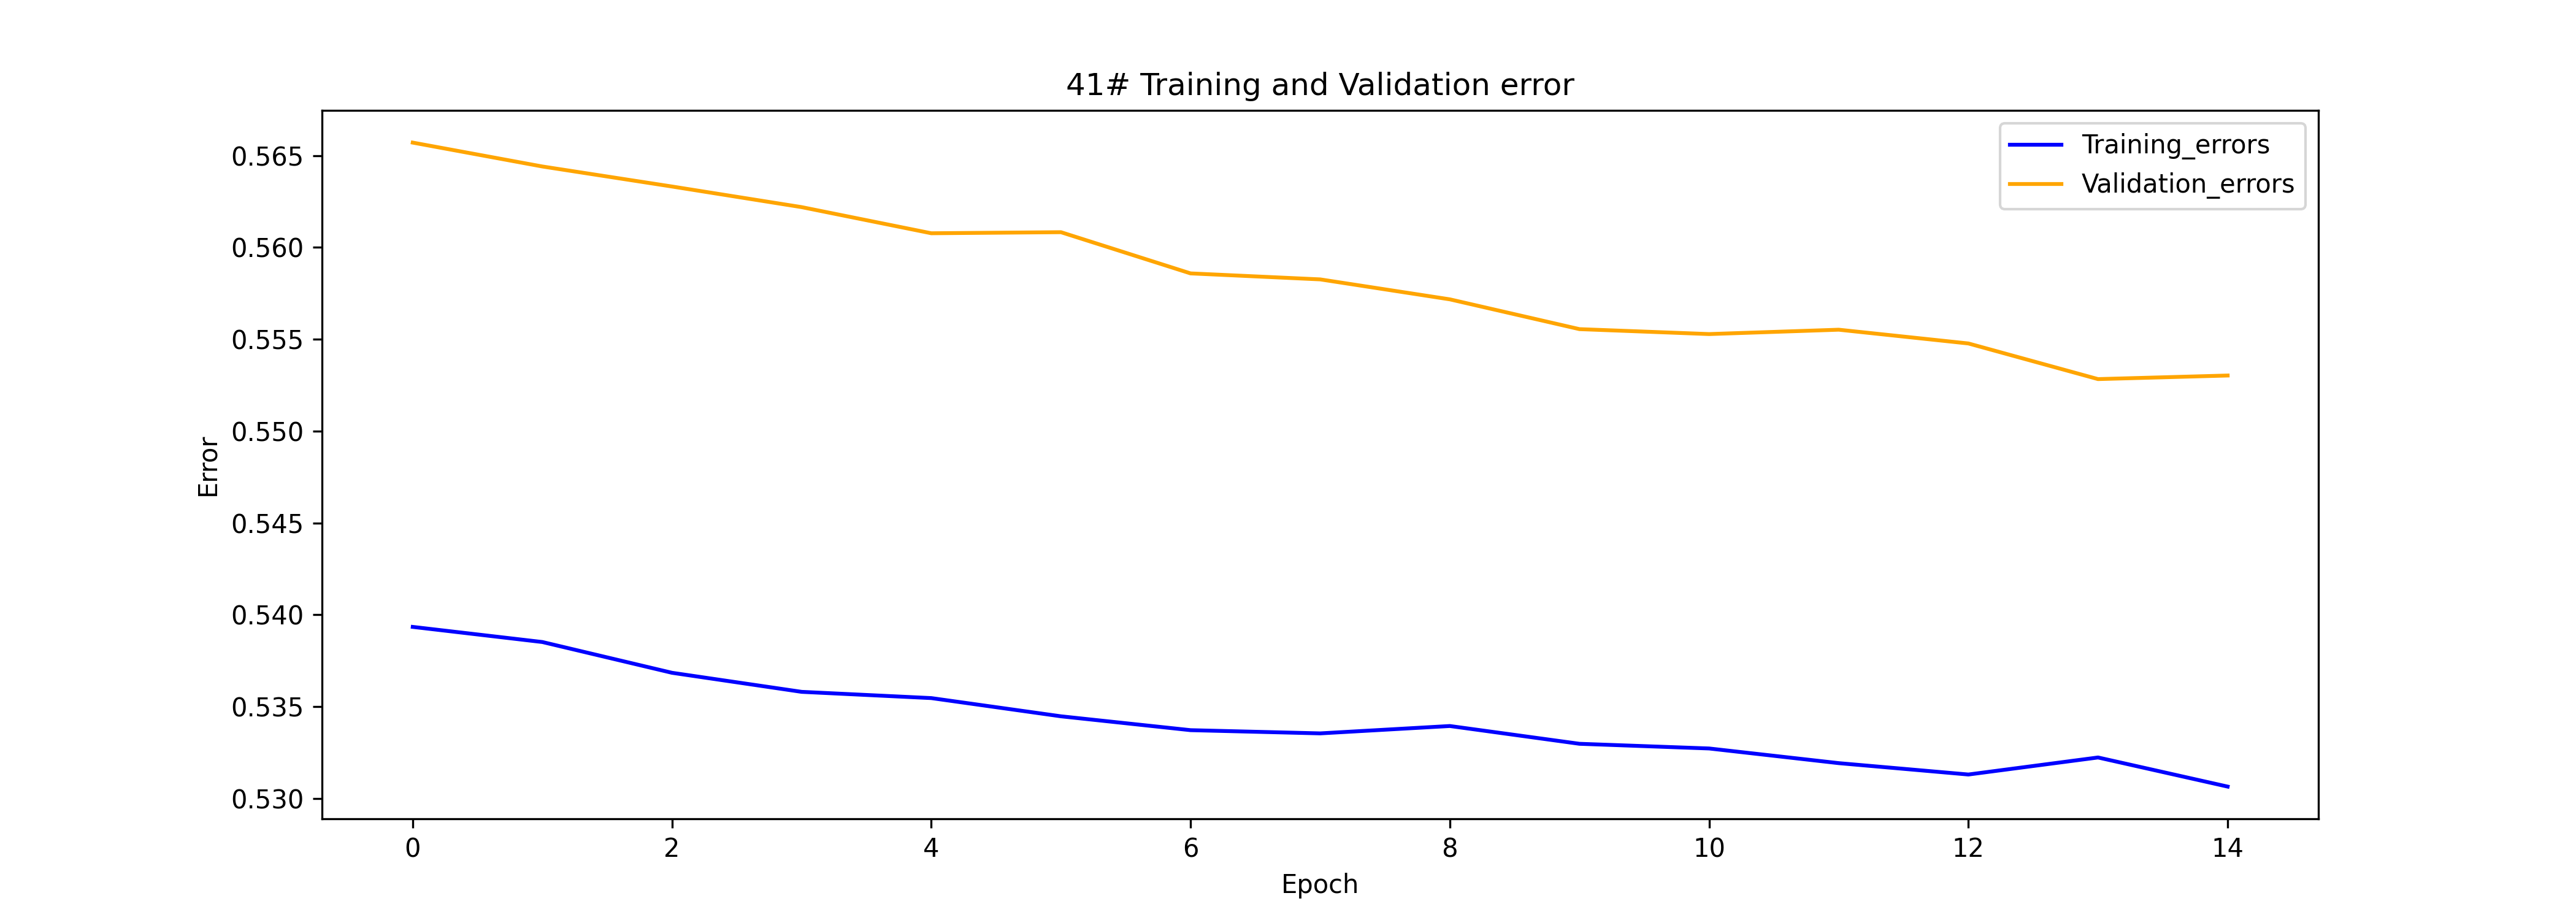 41# Training and Validation error
Training_errors
Validation_errors
0.565
0.560
0.555
0.550
0.545
0.540
0.535
0.530
Error
0 2 4 6 8 10 12 14
Epoch